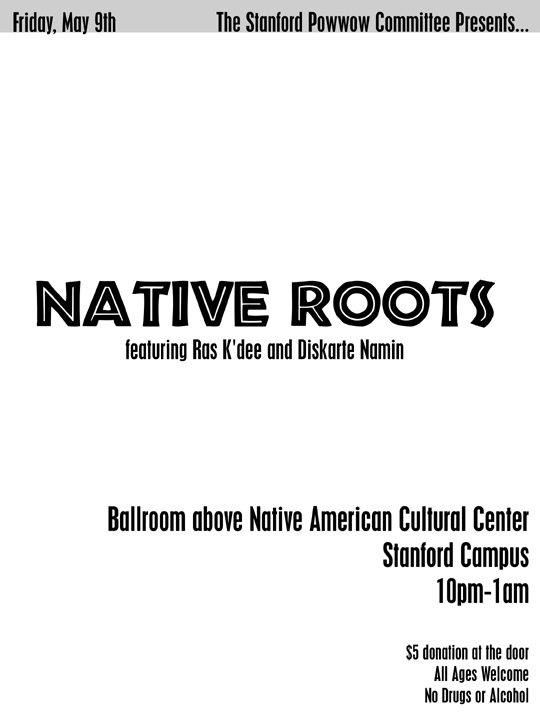 Friday, May 9th
The Stanford Powwow Committee Presents...
NATIVE ROOTS
featuring Ras K'dee and Diskarte Namin
Ballroom above Native American Cultural Center
Stanford Campus
10pm-1am
$5 donation at the door
All Ages Welcome
No Drugs or Alcohol